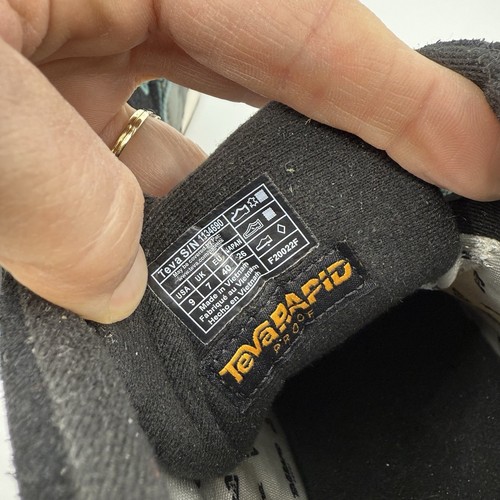 Teva S/N 1134690
USA UK EU JAPAN
9 7 40 26
Made in Vietnam
Fabriqué au Vietnam
Hecho en Vietnam
F20022F
TevaRAPID
PROOF